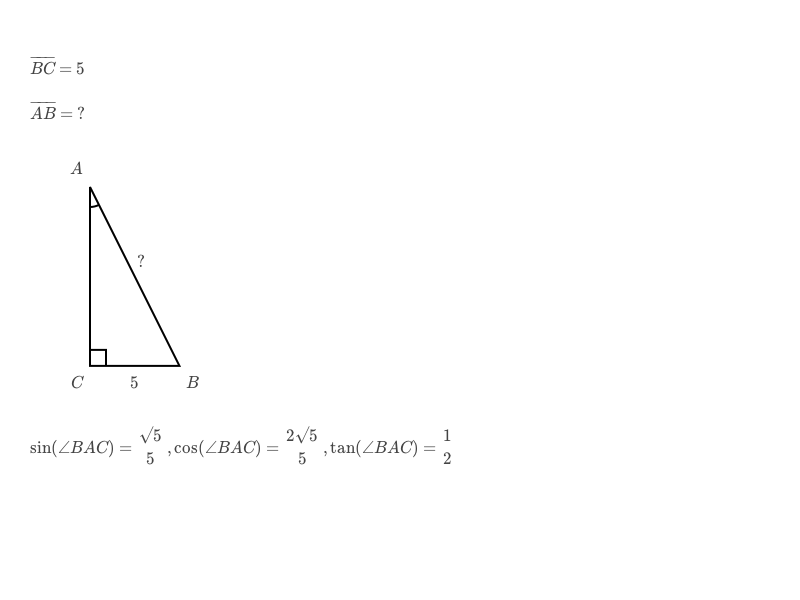 BC = 5
AB = ?
A
?
C 5 B
sin(∠BAC) = √5/5 , cos(∠BAC) = 2√5/5 , tan(∠BAC) = 1/2